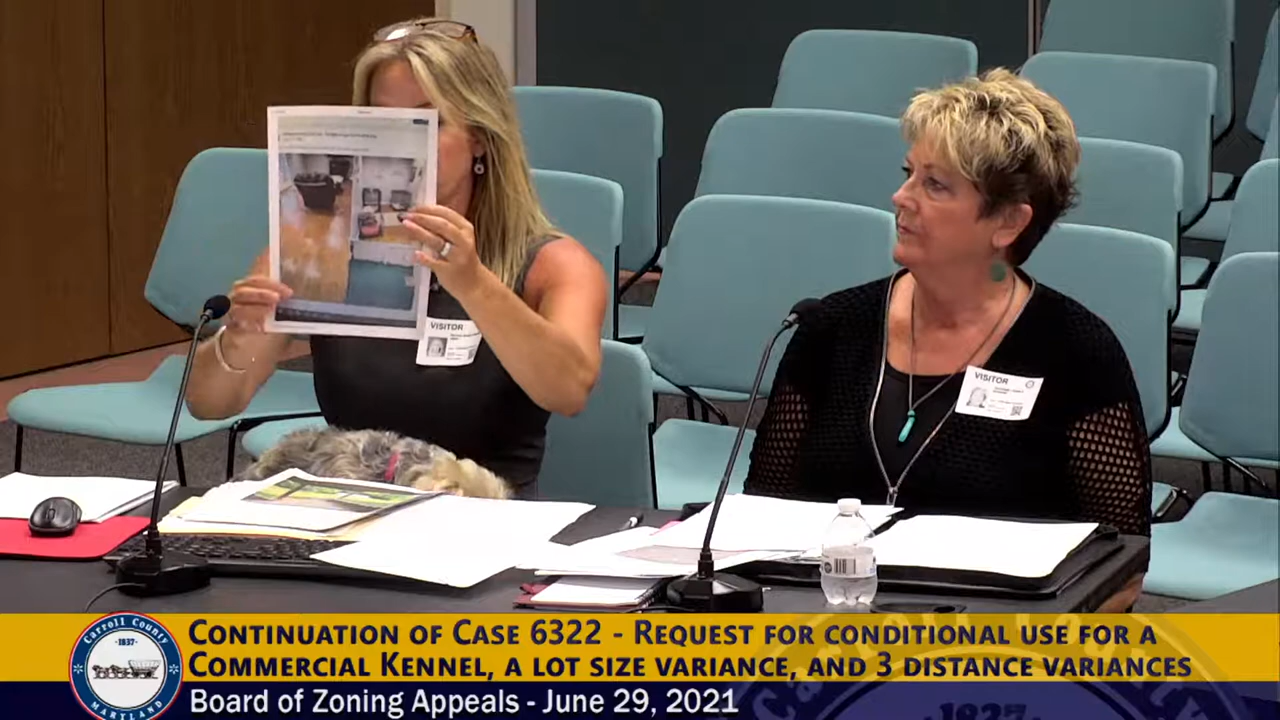 VISITOR
VISITOR
CONTINUATION OF CASE 6322 - REQUEST FOR CONDITIONAL USE FOR A
COMMERCIAL KENNEL, A LOT SIZE VARIANCE, AND 3 DISTANCE VARIANCES
Board of Zoning Appeals - June 29, 2021
Carroll County
·1837·
MARYLAND